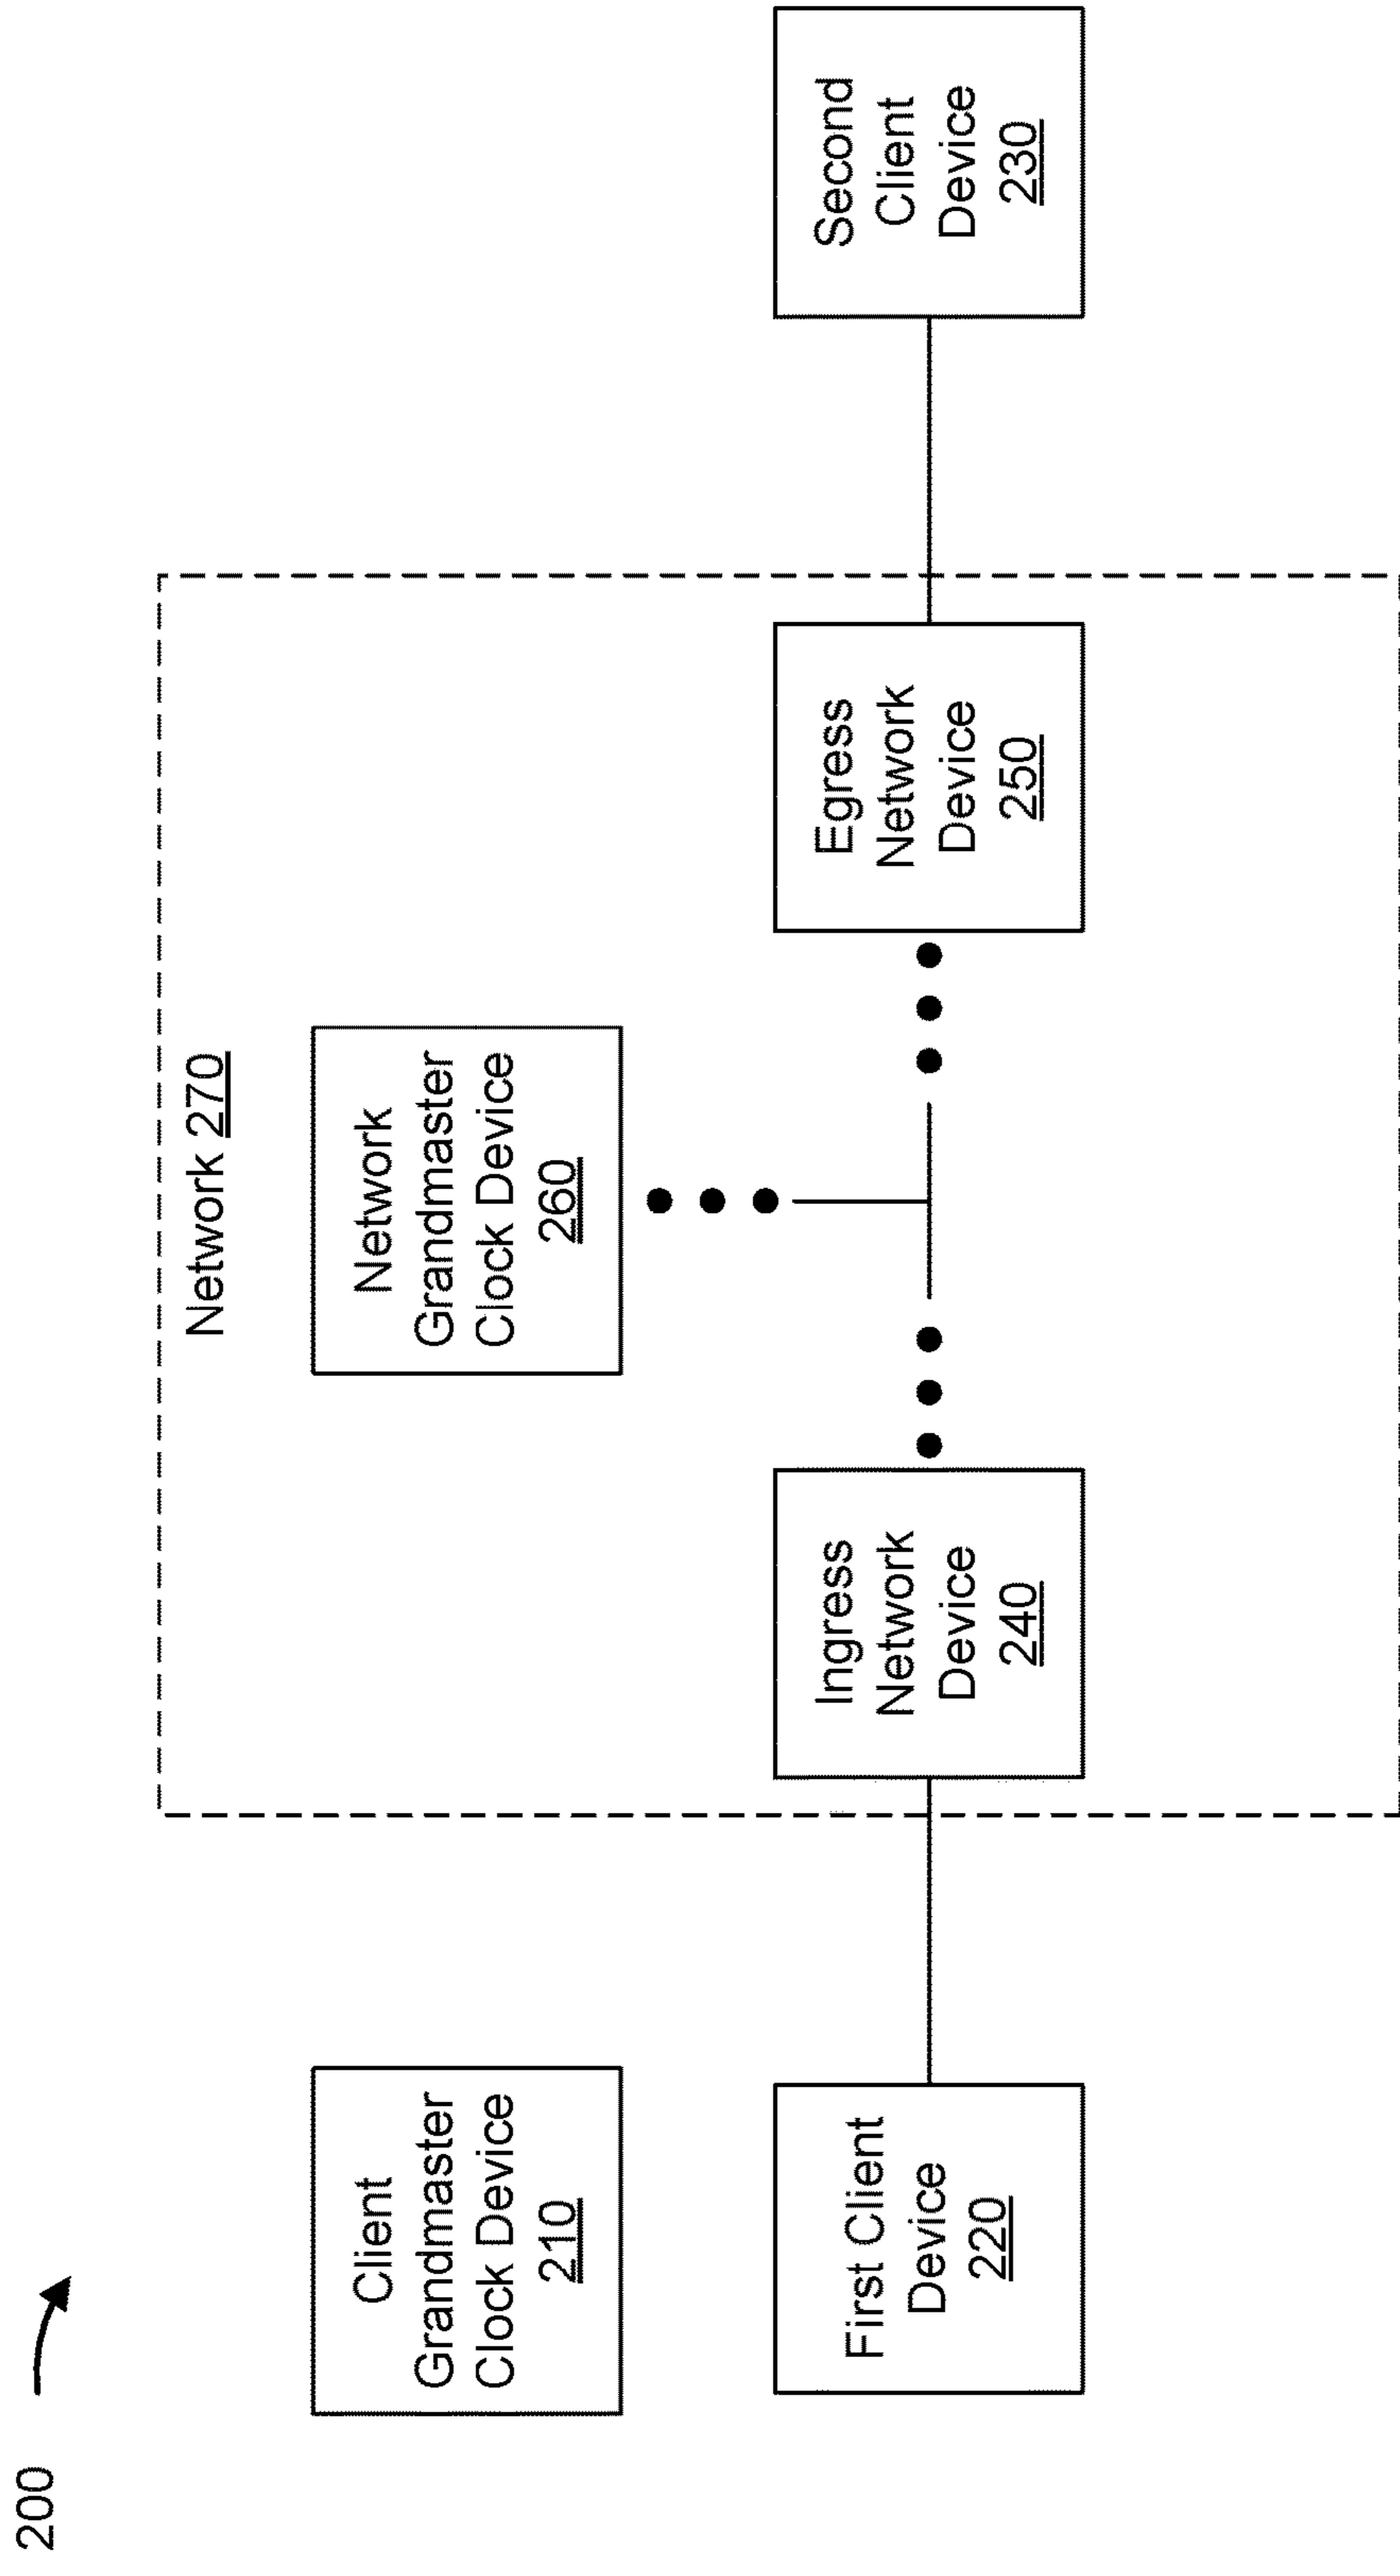 200
Network 270
Client
Grandmaster
Clock Device
210
Network
Grandmaster
Clock Device
260
First Client
Device
220
Ingress
Network
Device
240
Egress
Network
Device
250
Second
Client
Device
230